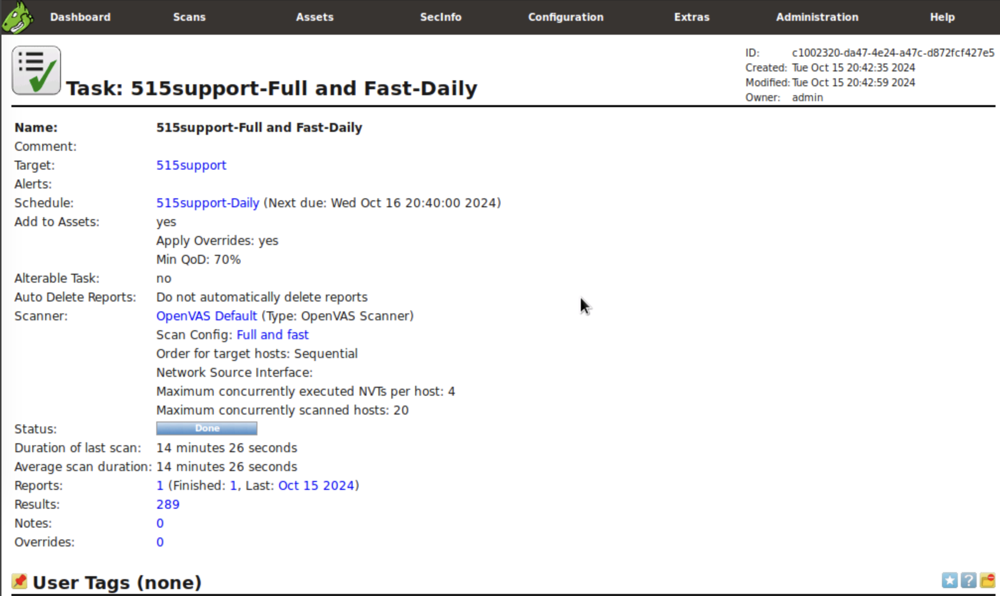 Dashboard Scans Assets SecInfo Configuration Extras Administration Help
ID: c1002320-da47-4e24-a47c-d872fcf427e5
Created: Tue Oct 15 20:42:35 2024
Modified: Tue Oct 15 20:42:59 2024
Owner: admin
Task: 515support-Full and Fast-Daily
Name: 515support-Full and Fast-Daily
Comment:
Target: 515support
Alerts:
Schedule: 515support-Daily (Next due: Wed Oct 16 20:40:00 2024)
Add to Assets: yes
Apply Overrides: yes
Min QoD: 70%
Alterable Task: no
Auto Delete Reports: Do not automatically delete reports
Scanner: OpenVAS Default (Type: OpenVAS Scanner)
Scan Config: Full and fast
Order for target hosts: Sequential
Network Source Interface:
Maximum concurrently executed NVTs per host: 4
Maximum concurrently scanned hosts: 20
Status: Done
Duration of last scan: 14 minutes 26 seconds
Average scan duration: 14 minutes 26 seconds
Reports: 1 (Finished: 1, Last: Oct 15 2024)
Results: 289
Notes: 0
Overrides: 0
User Tags (none)